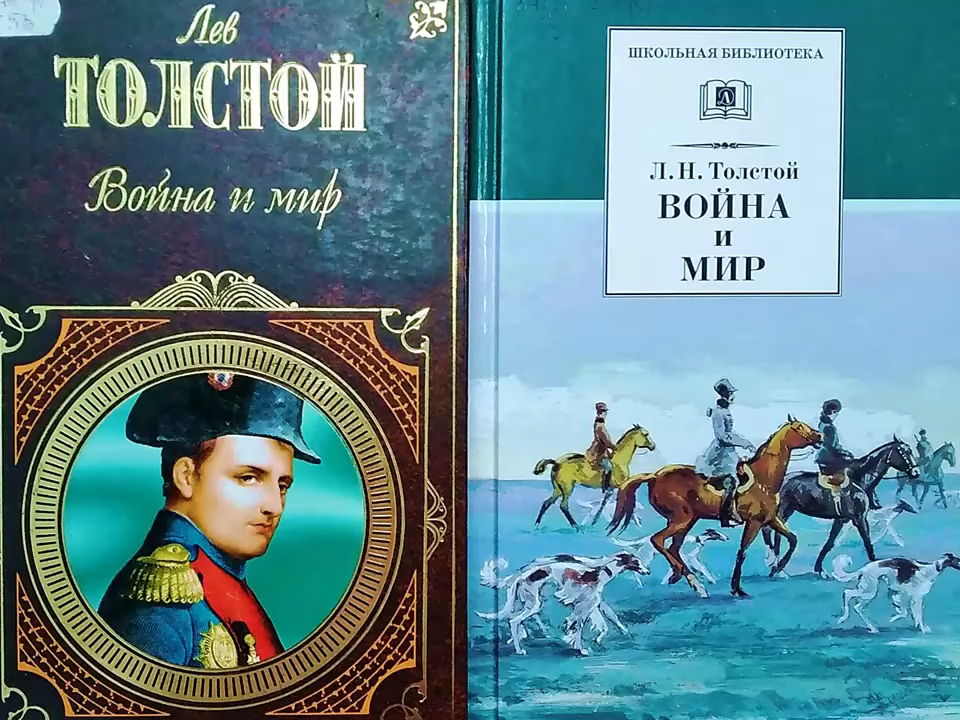 Лев
ТОЛСТОЙ
Война и мир
ШКОЛЬНАЯ БИБЛИОТЕКА
Л. Н. Толстой
ВОЙНА
И
МИР